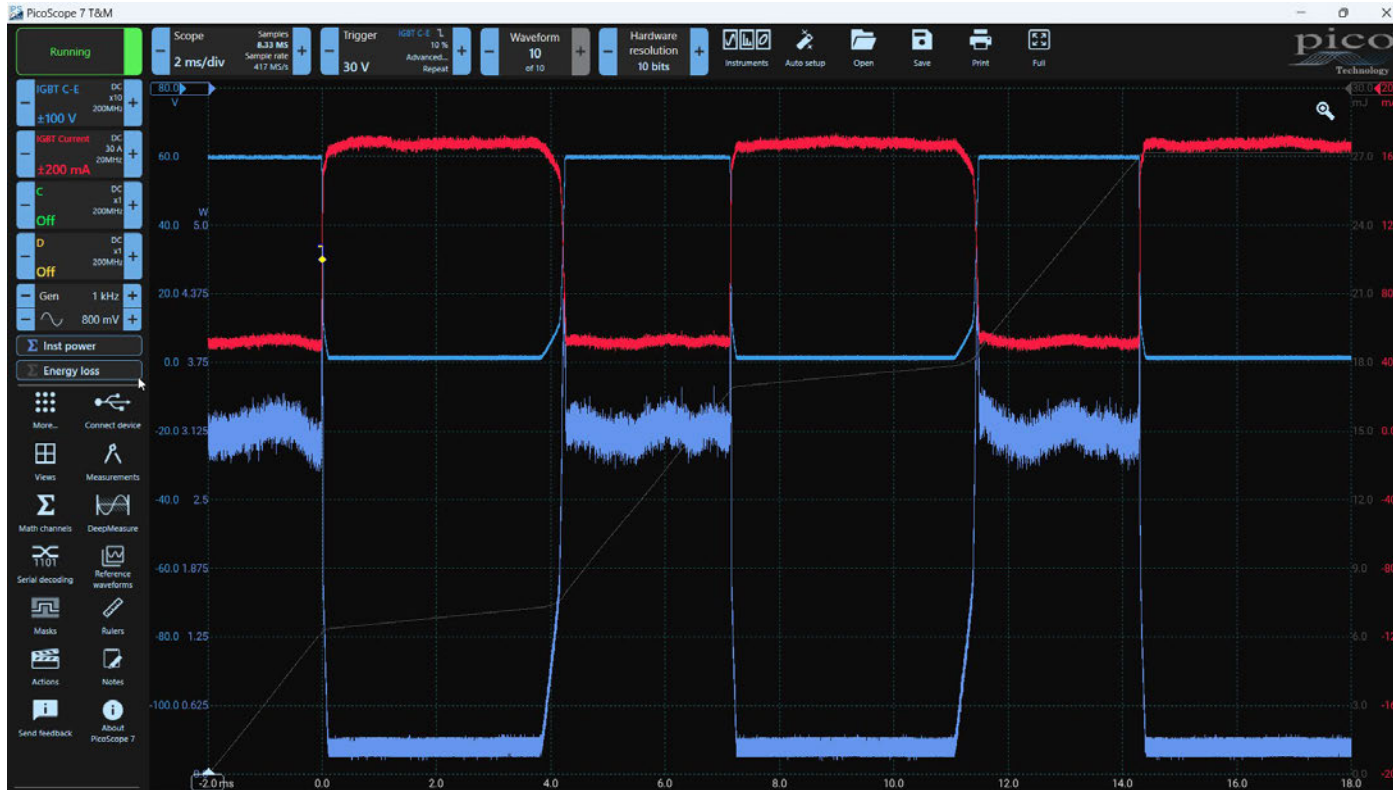 PicoScope 7 T&M
Running
Scope
2 ms/div
Samples
8.33 MS
Sample rate
417 MS/s
Trigger
30 V
IGBT C-E
10 %
Advanced...
Repeat
Waveform
10
of 10
Hardware
resolution
10 bits
Instruments
Auto setup
Open
Save
Print
Full
pico
Technology
IGBT C-E
DC
x10
200MHz
±100 V
IGBT Current
DC
30 A
20MHz
±200 mA
C
DC
x1
200MHz
Off
D
DC
x1
200MHz
Off
Gen
1 kHz
800 mV
Σ Inst power
Σ Energy loss
More...
Connect device
Views
Measurements
Math channels
DeepMeasure
1101
Serial decoding
Reference
waveforms
Masks
Rulers
Actions
Notes
Send feedback
About
PicoScope 7
80.0
V
60.0
W
40.0 5.0
20.0 4.375
0.0 3.75
-20.0 3.125
-40.0 2.5
-60.0 1.875
-80.0 1.25
-100.0 0.625
30.0
mJ
27.0
24.0
21.0
18.0
15.0
12.0
9.0
6.0
3.0
0.0
-2.0 ms
0.0
2.0
4.0
6.0
8.0
10.0
12.0
14.0
16.0
18.0